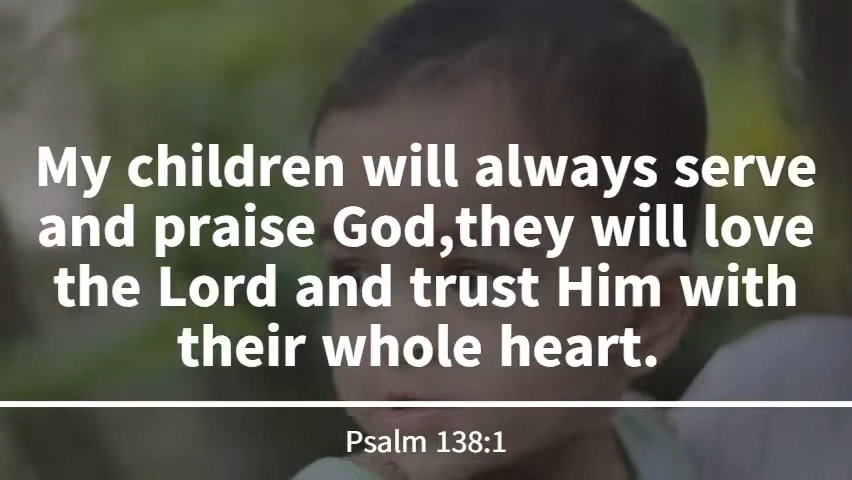 My children will always serve
and praise God,they will love
the Lord and trust Him with
their whole heart.
Psalm 138:1